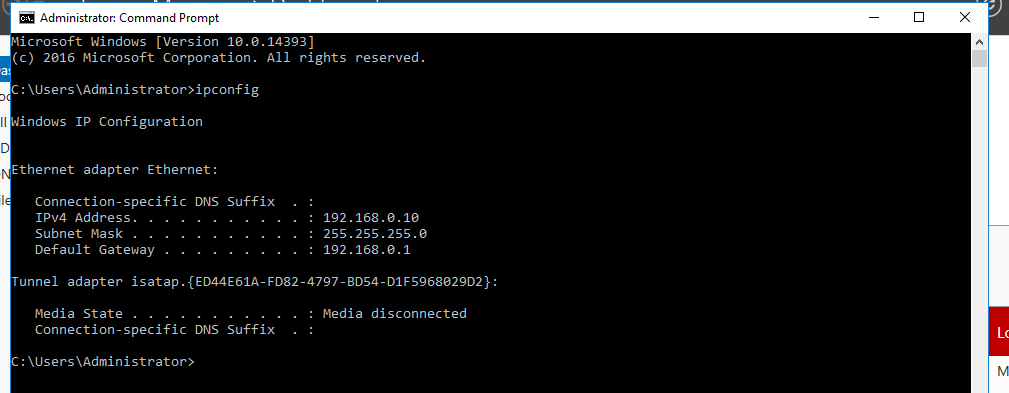 Administrator: Command Prompt
Microsoft Windows [Version 10.0.14393]
(c) 2016 Microsoft Corporation. All rights reserved.
C:\Users\Administrator>ipconfig
Windows IP Configuration
Ethernet adapter Ethernet:
Connection-specific DNS Suffix . :
IPv4 Address. . . . . . . . . . . : 192.168.0.10
Subnet Mask . . . . . . . . . . . : 255.255.255.0
Default Gateway . . . . . . . . . : 192.168.0.1
Tunnel adapter isatap.{ED44E61A-FD82-4797-BD54-D1F5968029D2}:
Media State . . . . . . . . . . . : Media disconnected
Connection-specific DNS Suffix . :
C:\Users\Administrator>